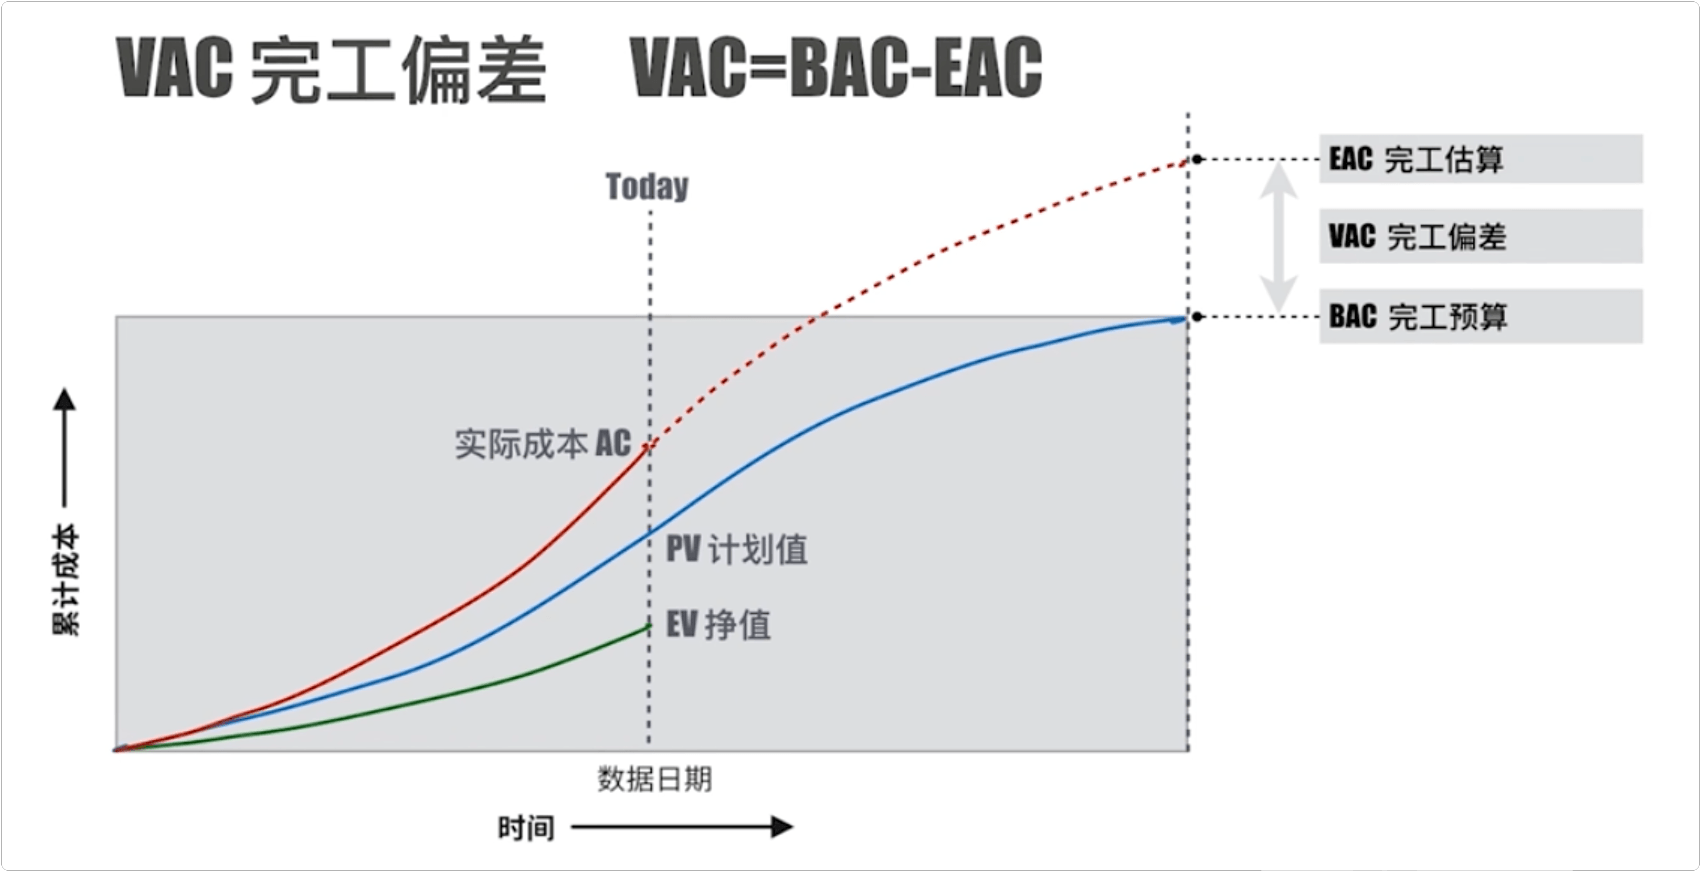 VAC 完工偏差 VAC=BAC-EAC
Today
EAC 完工估算
VAC 完工偏差
BAC 完工预算
实际成本 AC
PV 计划值
EV 挣值
累计成本
数据日期
时间